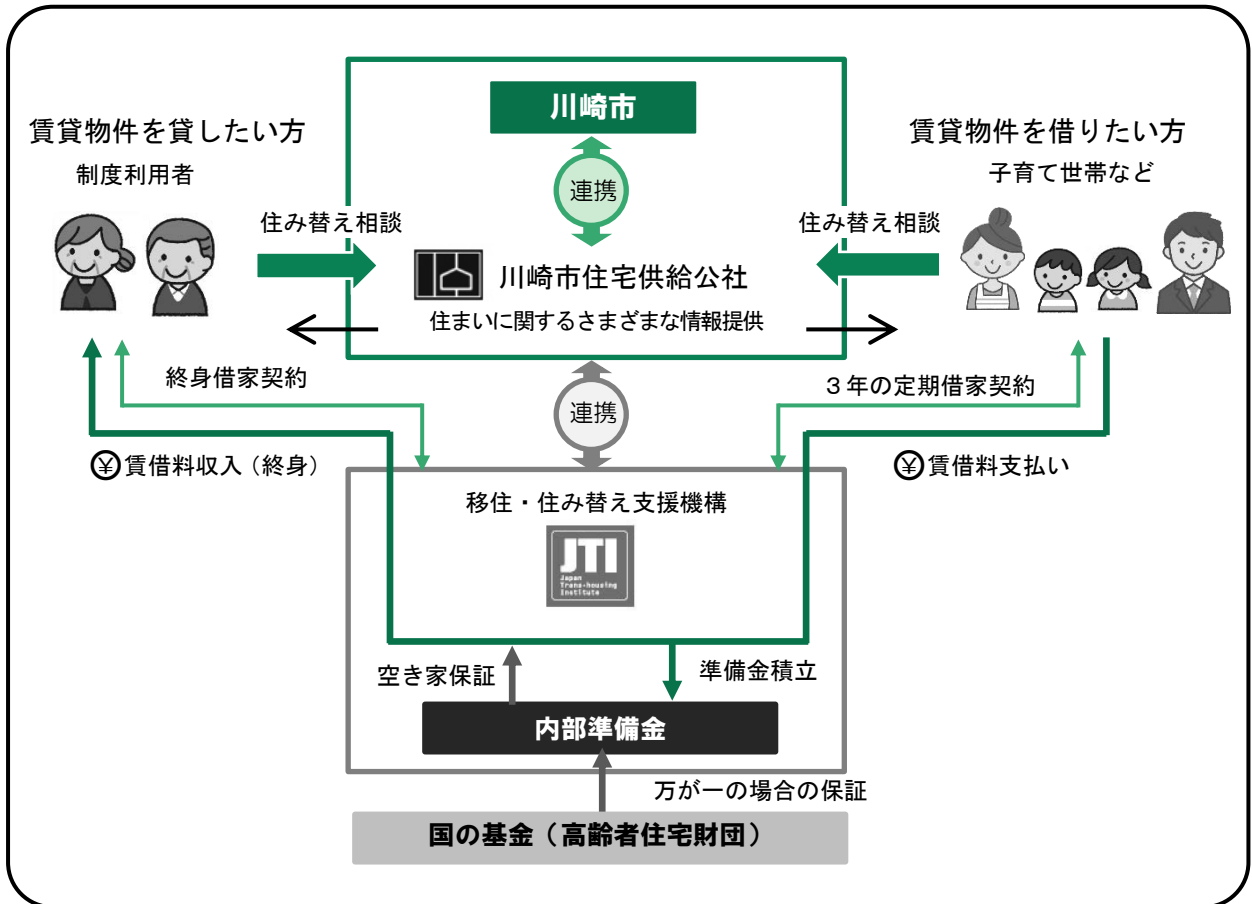 川崎市
賃貸物件を貸したい方
制度利用者
賃貸物件を借りたい方
子育て世帯など
連携
住み替え相談
住み替え相談
川崎市住宅供給公社
住まいに関するさまざまな情報提供
終身借家契約
連携
３年の定期借家契約
¥賃借料収入（終身）
¥賃借料支払い
移住・住み替え支援機構
JTI
Japan
Trans-housing
Institute
空き家保証
準備金積立
内部準備金
万が一の場合の保証
国の基金（高齢者住宅財団）